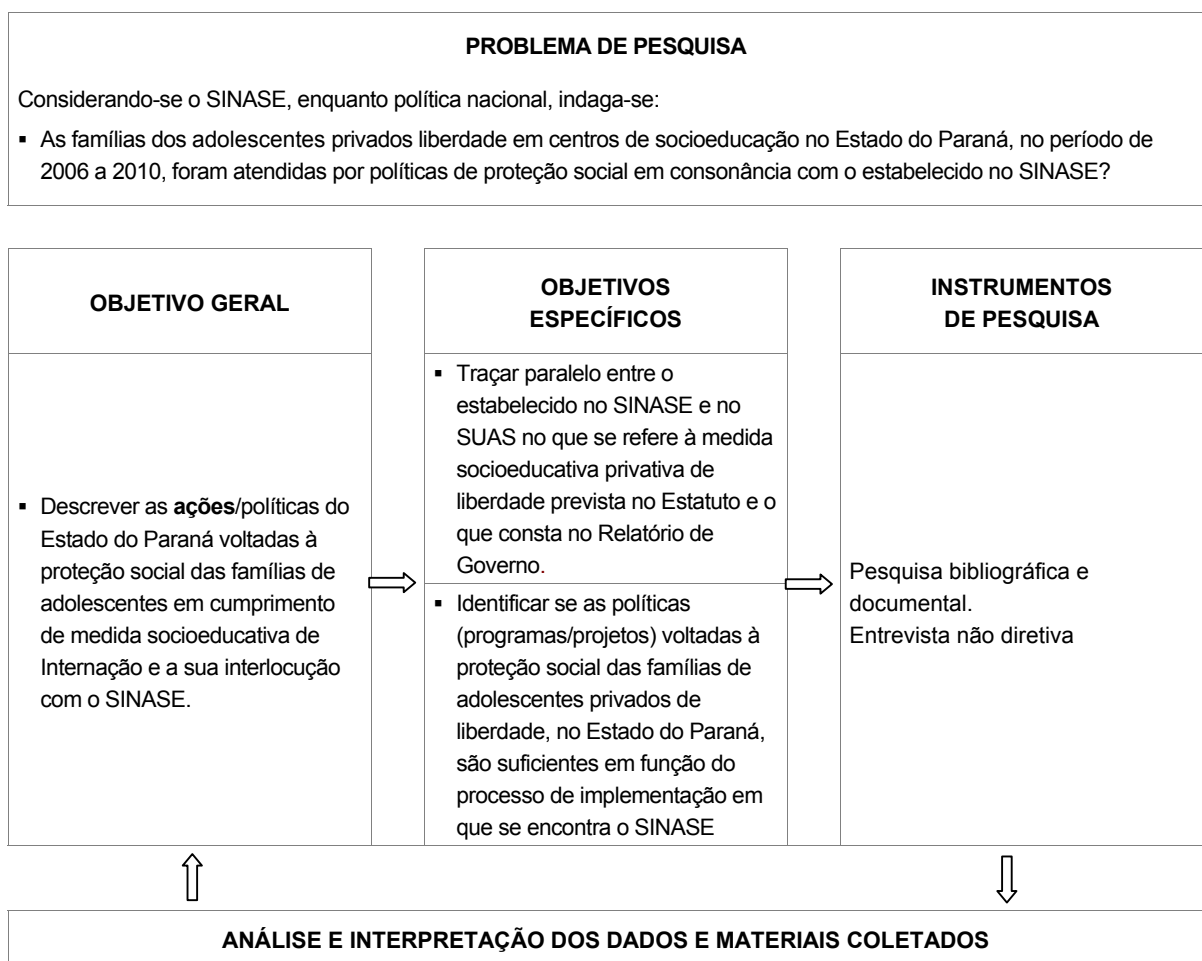 PROBLEMA DE PESQUISA
Considerando-se o SINASE, enquanto política nacional, indaga-se:
▪ As famílias dos adolescentes privados liberdade em centros de socioeducação no Estado do Paraná, no período de
2006 a 2010, foram atendidas por políticas de proteção social em consonância com o estabelecido no SINASE?
OBJETIVO GERAL
▪ Descrever as ações/políticas do
Estado do Paraná voltadas à
proteção social das famílias de
adolescentes em cumprimento
de medida socioeducativa de
Internação e a sua interlocução
com o SINASE.
OBJETIVOS
ESPECÍFICOS
▪ Traçar paralelo entre o
estabelecido no SINASE e no
SUAS no que se refere à medida
socioeducativa privativa de
liberdade prevista no Estatuto e o
que consta no Relatório de
Governo.
▪ Identificar se as políticas
(programas/projetos) voltadas à
proteção social das famílias de
adolescentes privados de
liberdade, no Estado do Paraná,
são suficientes em função do
processo de implementação em
que se encontra o SINASE
INSTRUMENTOS
DE PESQUISA
Pesquisa bibliográfica e
documental.
Entrevista não diretiva
ANÁLISE E INTERPRETAÇÃO DOS DADOS E MATERIAIS COLETADOS